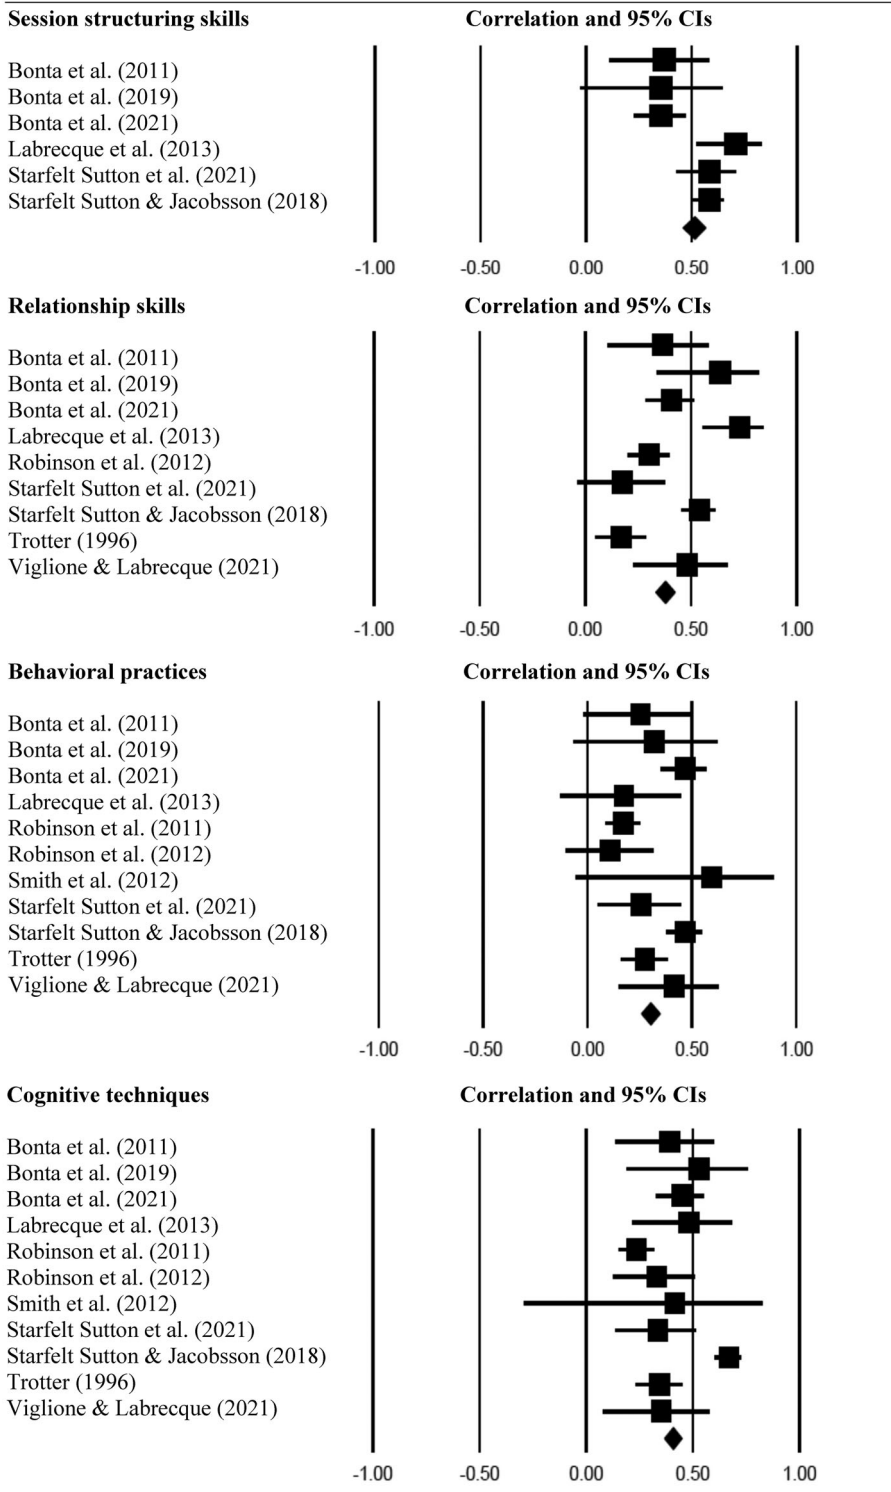 Session structuring skills Correlation and 95% CIs
Bonta et al. (2011)
Bonta et al. (2019)
Bonta et al. (2021)
Labrecque et al. (2013)
Starfelt Sutton et al. (2021)
Starfelt Sutton & Jacobsson (2018)
-1.00 -0.50 0.00 0.50 1.00
Relationship skills Correlation and 95% CIs
Bonta et al. (2011)
Bonta et al. (2019)
Bonta et al. (2021)
Labrecque et al. (2013)
Robinson et al. (2012)
Starfelt Sutton et al. (2021)
Starfelt Sutton & Jacobsson (2018)
Trotter (1996)
Viglione & Labrecque (2021)
-1.00 -0.50 0.00 0.50 1.00
Behavioral practices Correlation and 95% CIs
Bonta et al. (2011)
Bonta et al. (2019)
Bonta et al. (2021)
Labrecque et al. (2013)
Robinson et al. (2011)
Robinson et al. (2012)
Smith et al. (2012)
Starfelt Sutton et al. (2021)
Starfelt Sutton & Jacobsson (2018)
Trotter (1996)
Viglione & Labrecque (2021)
-1.00 -0.50 0.00 0.50 1.00
Cognitive techniques Correlation and 95% CIs
Bonta et al. (2011)
Bonta et al. (2019)
Bonta et al. (2021)
Labrecque et al. (2013)
Robinson et al. (2011)
Robinson et al. (2012)
Smith et al. (2012)
Starfelt Sutton et al. (2021)
Starfelt Sutton & Jacobsson (2018)
Trotter (1996)
Viglione & Labrecque (2021)
-1.00 -0.50 0.00 0.50 1.00